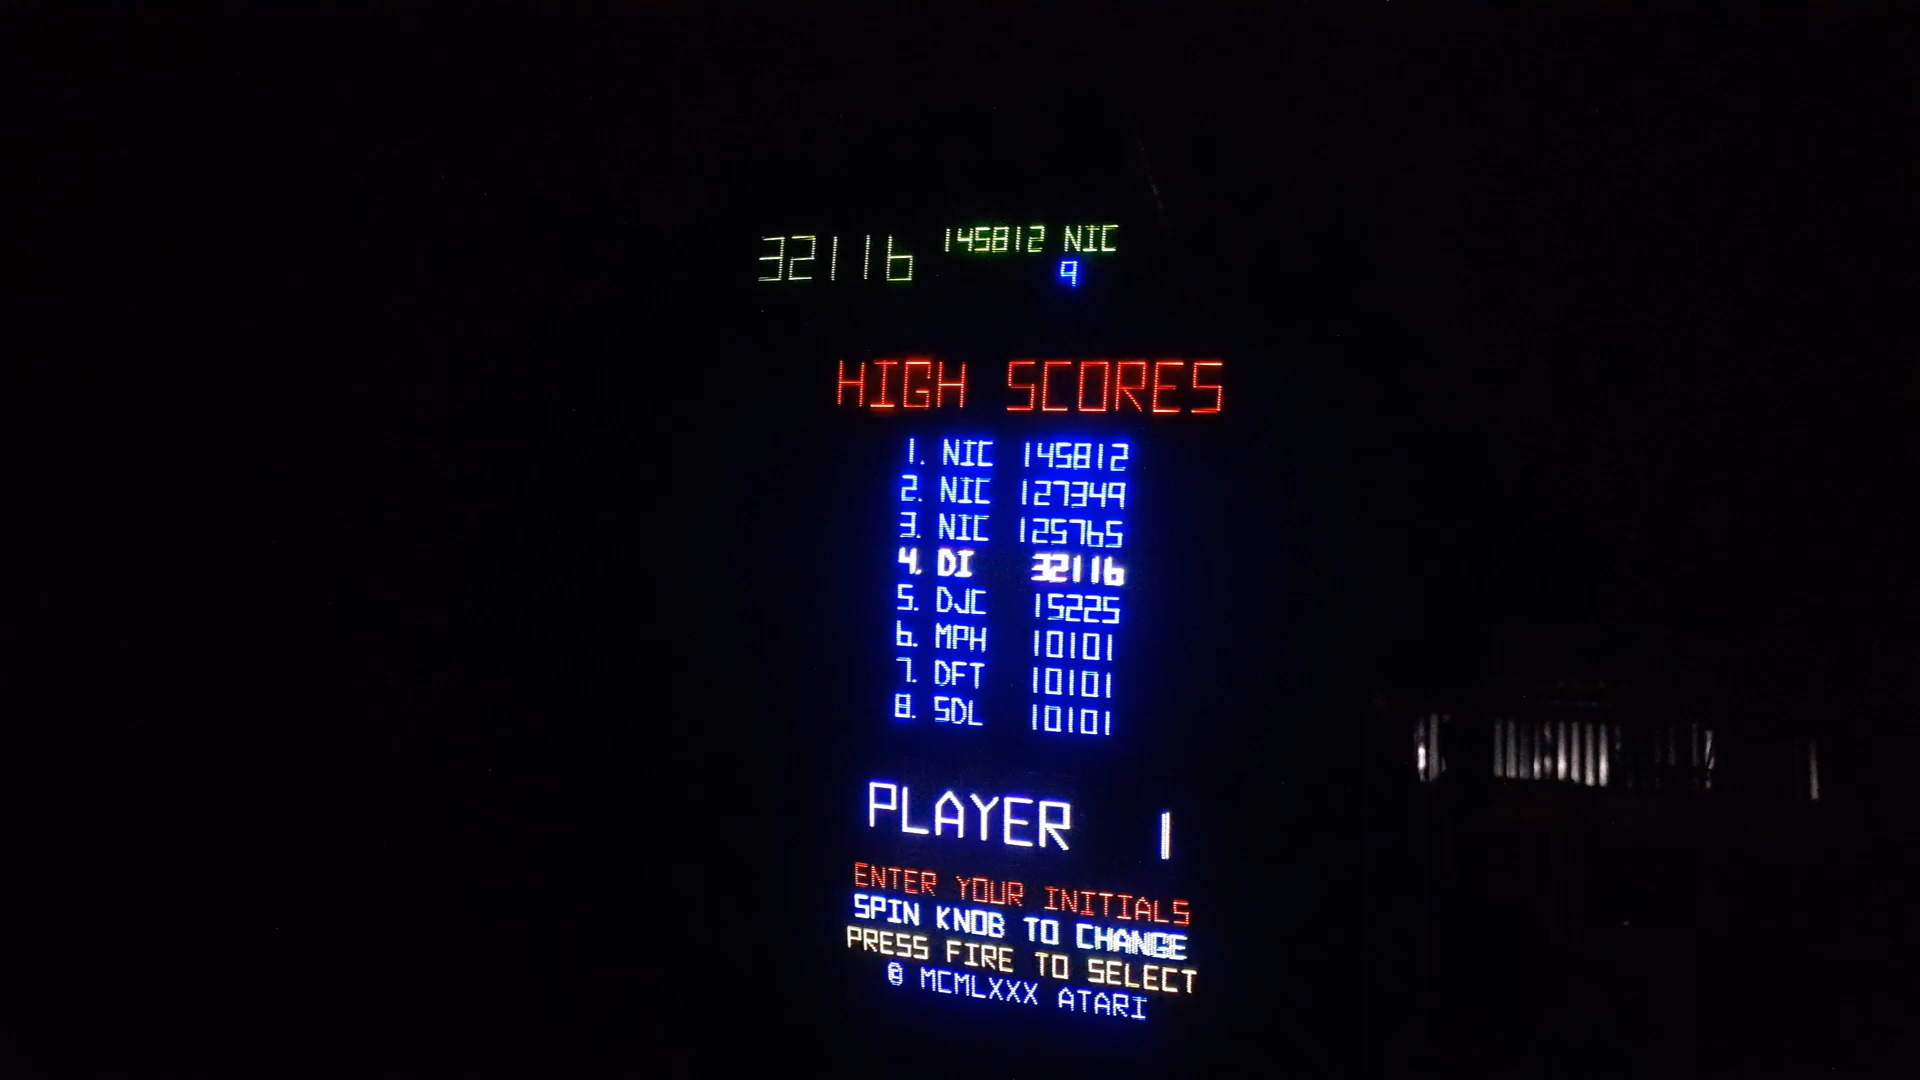 32116 145812 NIC
9
HIGH SCORES
1. NIC 145812
2. NIC 127349
3. NIC 125765
4. DI 32116
5. DJC 15225
6. MPH 10101
7. DFT 10101
8. SDL 10101
PLAYER 1
ENTER YOUR INITIALS
SPIN KNOB TO CHANGE
PRESS FIRE TO SELECT
© MCMLXXX ATARI